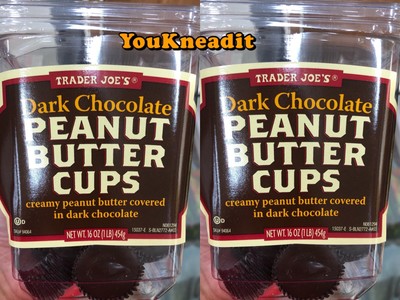 YouKneadit
TRADER JOE'S®
Dark Chocolate
PEANUT
BUTTER
CUPS
creamy peanut butter covered
in dark chocolate
NET WT. 16 OZ (1 LB) 454g
TRADER JOE'S®
Dark Chocolate
PEANUT
BUTTER
CUPS
creamy peanut butter covered
in dark chocolate
NET WT. 16 OZ (1 LB) 454g